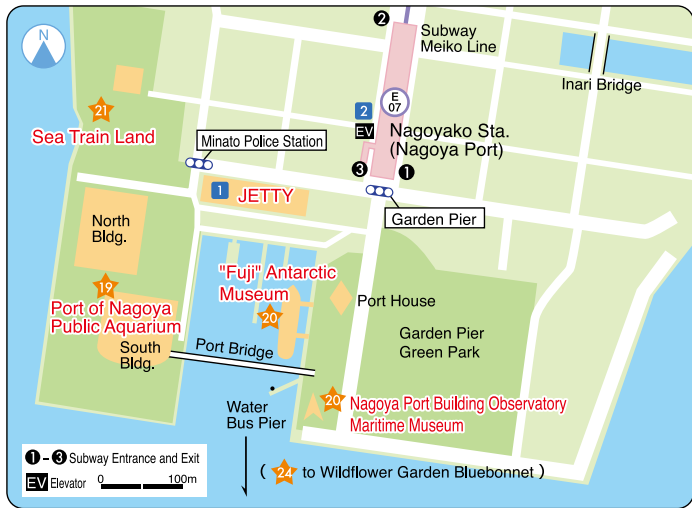 N
2
Subway
Meiko Line
Inari Bridge
E
07
2
EV
Nagoyako Sta.
(Nagoya Port)
3
1
21
Sea Train Land
Minato Police Station
1
JETTY
Garden Pier
North
Bldg.
19
Port of Nagoya
Public Aquarium
South
Bldg.
"Fuji" Antarctic
Museum
20
Port House
Garden Pier
Green Park
Port Bridge
Water
Bus Pier
20
Nagoya Port Building Observatory
Maritime Museum
( 24 to Wildflower Garden Bluebonnet )
1 – 3 Subway Entrance and Exit
EV Elevator 0 100m